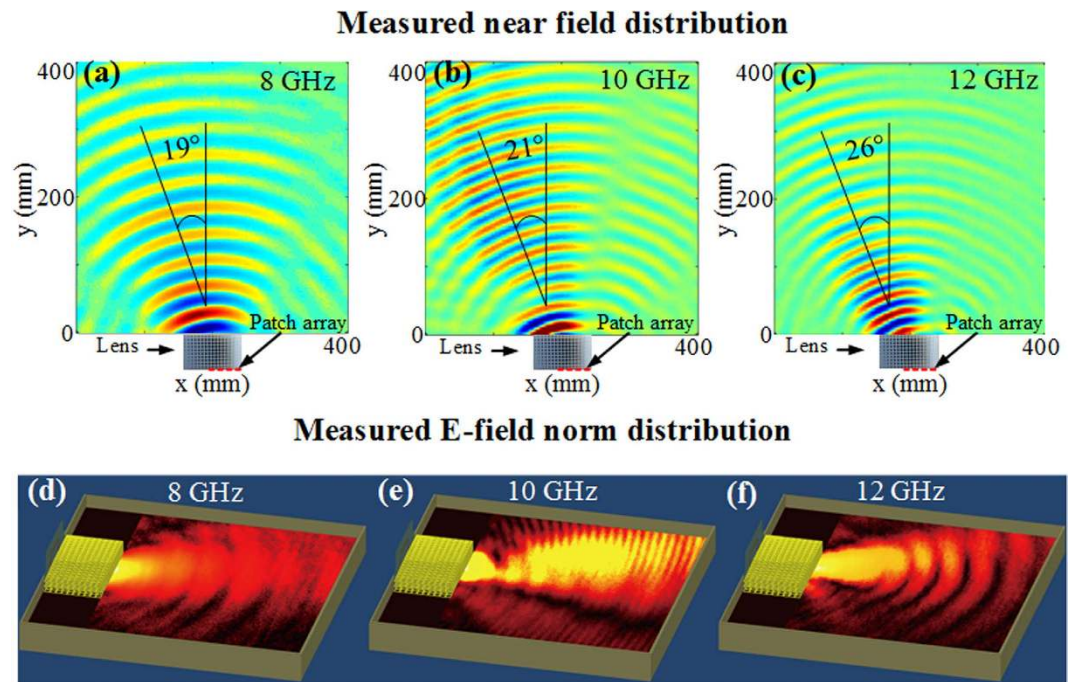 Measured near field distribution
(a) 8 GHz
400
200
0
y (mm)
19°
Patch array
Lens
400
x (mm)
(b) 10 GHz
400
200
0
y (mm)
21°
Patch array
Lens
400
x (mm)
(c) 12 GHz
400
200
0
y (mm)
26°
Patch array
Lens
400
x (mm)
Measured E-field norm distribution
(d) 8 GHz
(e) 10 GHz
(f) 12 GHz